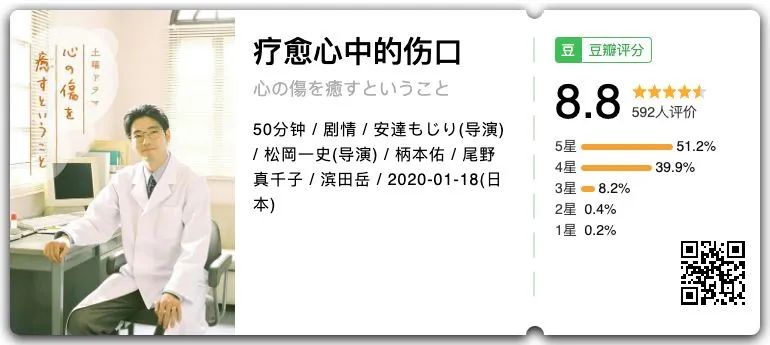 土曜ドラマ
心の傷を
癒すということ
疗愈心中的伤口
心の傷を癒すということ
50分钟 / 剧情 / 安達もじり(导演)
/ 松岡一史(导演) / 柄本佑 / 尾野
真千子 / 滨田岳 / 2020-01-18(日
本)
豆 豆瓣评分
8.8
592人评价
5星 51.2%
4星 39.9%
3星 8.2%
2星 0.4%
1星 0.2%